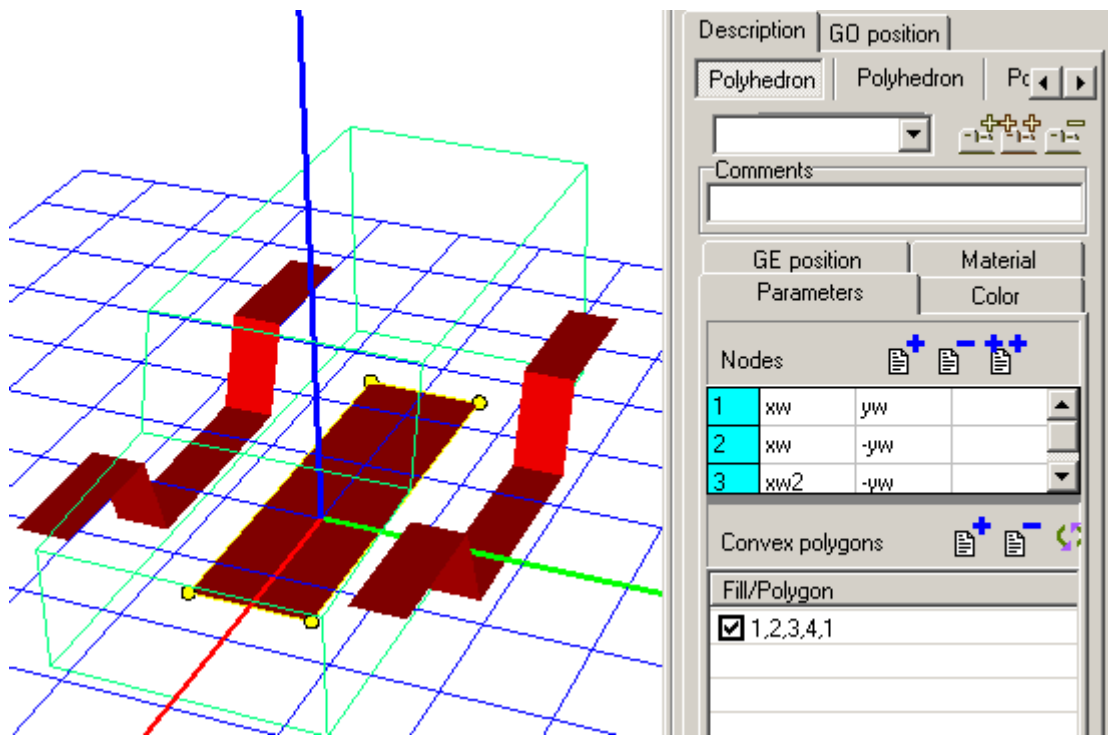 Description GO position
Polyhedron Polyhedron Po
Comments
GE position Material
Parameters Color
Nodes
1 xw yw
2 xw -yw
3 xw2 -yw
Convex polygons
Fill/Polygon
1,2,3,4,1